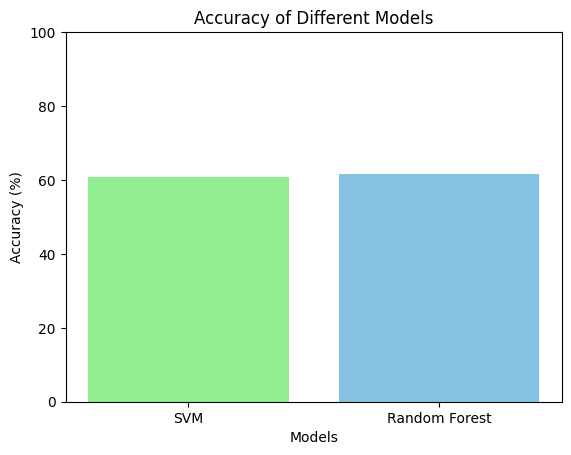 Accuracy of Different Models
100
80
60
40
20
0
Accuracy (%)
SVM
Random Forest
Models